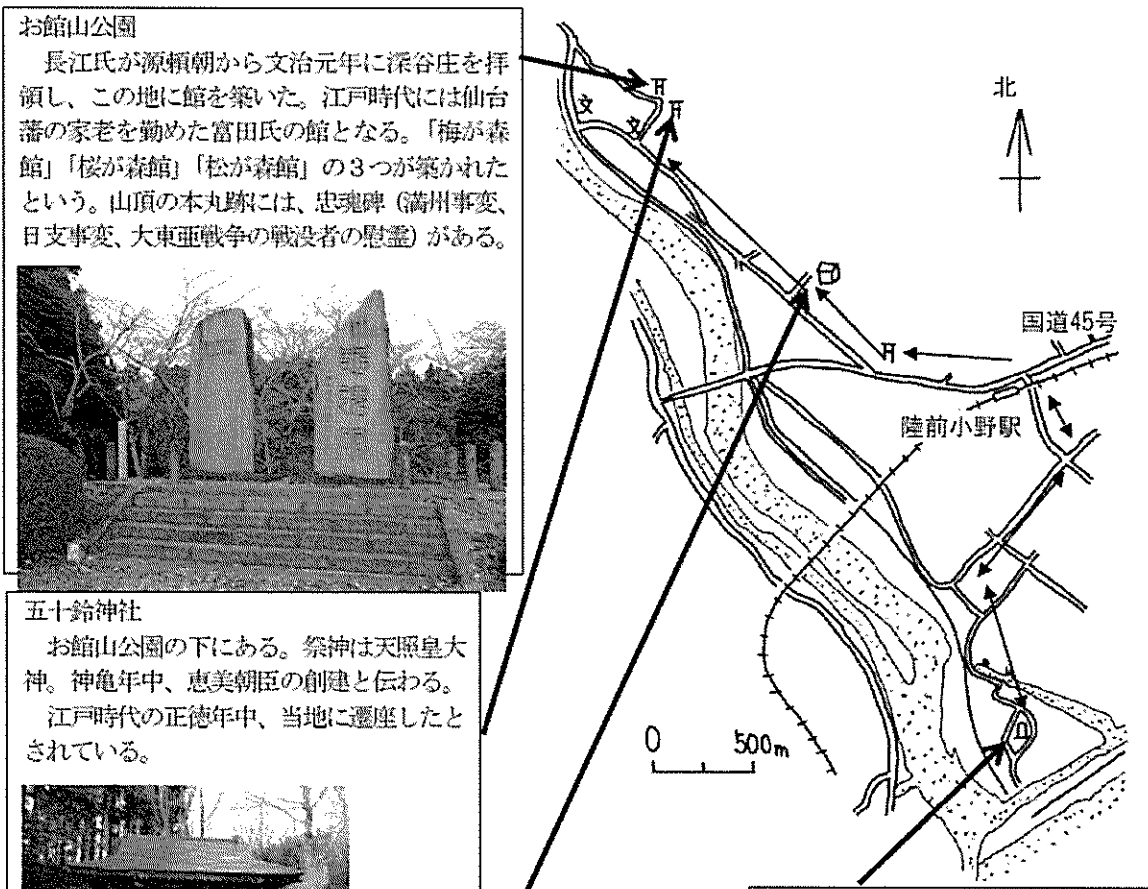 お館山公園
長江氏が源頼朝から文治元年に深谷庄を拝
領し、この地に館を築いた。江戸時代には仙台
藩の家老を勤めた富田氏の館となる。「梅が森
館」「桜が森館」「松が森館」の3つが築かれた
という。山頂の本丸跡には、忠魂碑（満州事変、
日支事変、大東亜戦争の戦没者の慰霊）がある。
五十鈴神社
お館山公園の下にある。祭神は天照皇大
神。神亀年中、恵美朝臣の創建と伝わる。
江戸時代の正徳年中、当地に遷座したと
されている。
北
文
文
国道45号
陸前小野駅
0 500m